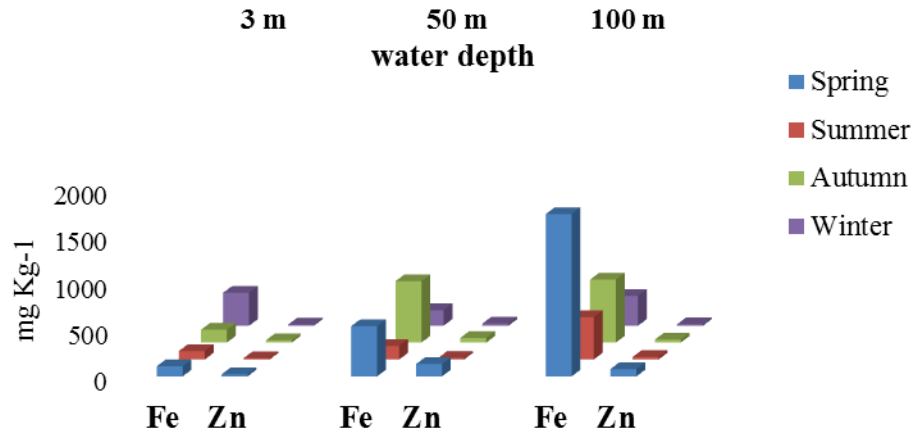 3 m 50 m 100 m
water depth
Spring
Summer
Autumn
Winter
mg Kg-1
2000
1500
1000
500
0
Fe Zn Fe Zn Fe Zn